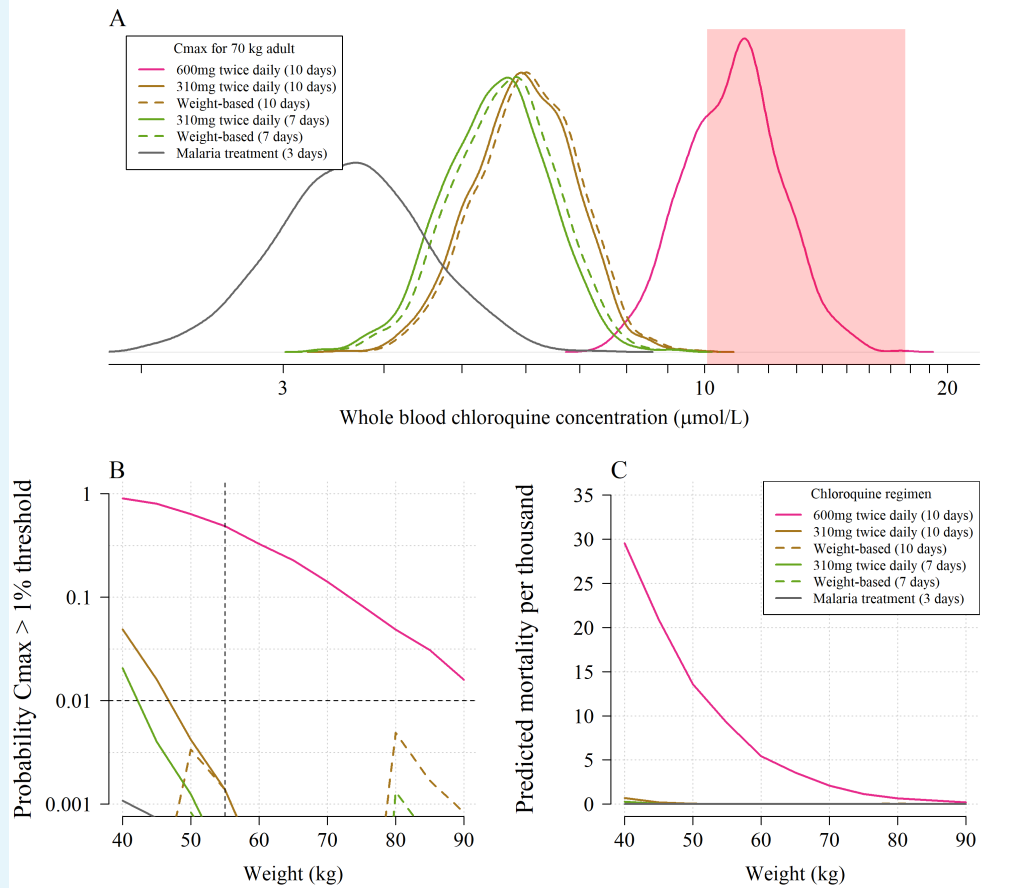 A
Cmax for 70 kg adult
600mg twice daily (10 days)
310mg twice daily (10 days)
Weight-based (10 days)
310mg twice daily (7 days)
Weight-based (7 days)
Malaria treatment (3 days)
3 10 20
Whole blood chloroquine concentration (μmol/L)
B
Probability Cmax > 1% threshold
1
0.1
0.01
0.001
40 50 60 70 80 90
Weight (kg)
C
Predicted mortality per thousand
35
30
25
20
15
10
5
0
Chloroquine regimen
600mg twice daily (10 days)
310mg twice daily (10 days)
Weight-based (10 days)
310mg twice daily (7 days)
Weight-based (7 days)
Malaria treatment (3 days)
40 50 60 70 80 90
Weight (kg)